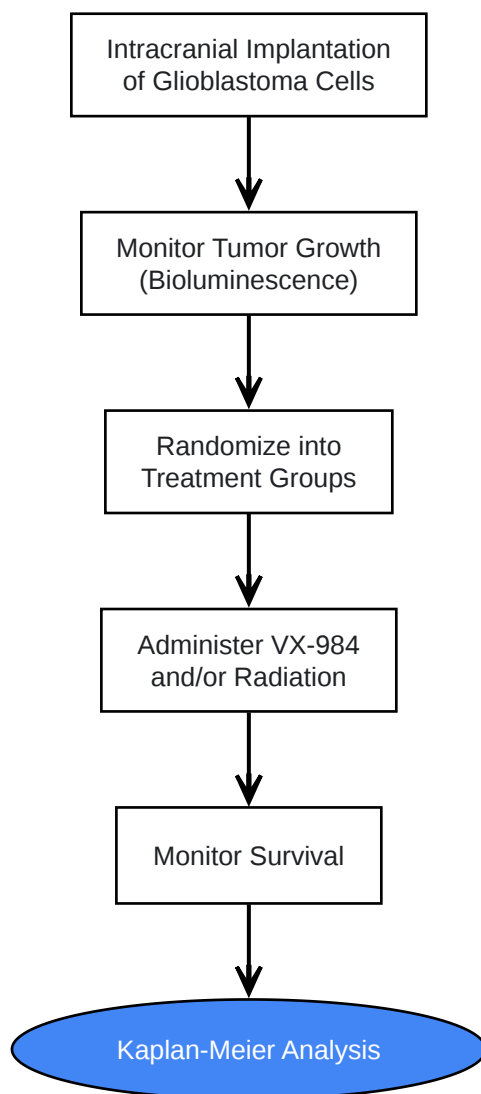 Intracranial Implantation
of Glioblastoma Cells
Monitor Tumor Growth
(Bioluminescence)
Randomize into
Treatment Groups
Administer VX-984
and/or Radiation
Monitor Survival
Kaplan-Meier Analysis